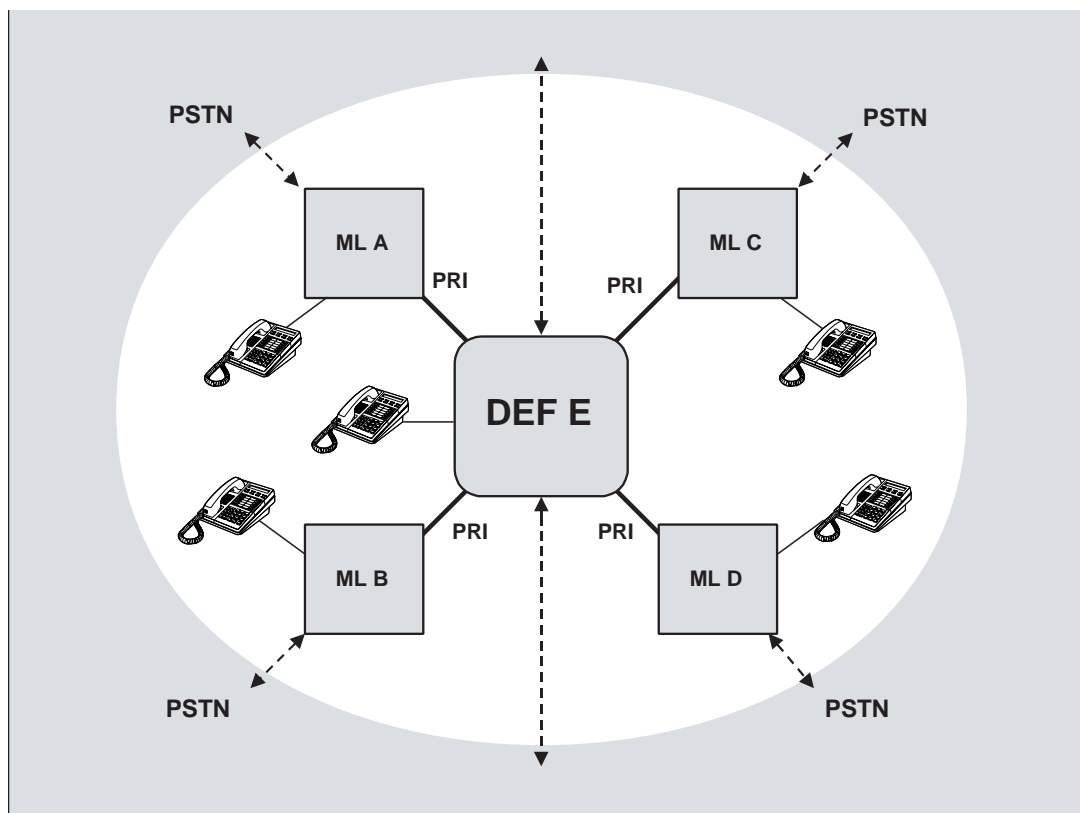 PSTN
PSTN
ML A
ML C
PRI
PRI
DEF E
PRI
PRI
ML B
ML D
PSTN
PSTN